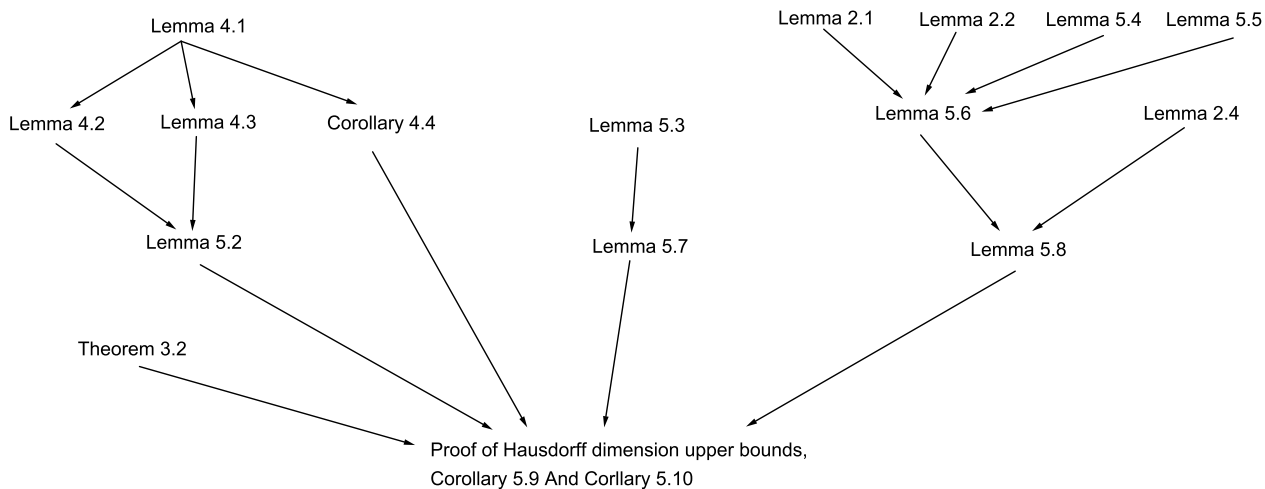 Lemma 4.1
Lemma 2.1
Lemma 2.2
Lemma 5.4
Lemma 5.5
Lemma 4.2
Lemma 4.3
Corollary 4.4
Lemma 5.3
Lemma 5.6
Lemma 2.4
Lemma 5.2
Lemma 5.7
Lemma 5.8
Theorem 3.2
Proof of Hausdorff dimension upper bounds,
Corollary 5.9 And Corllary 5.10